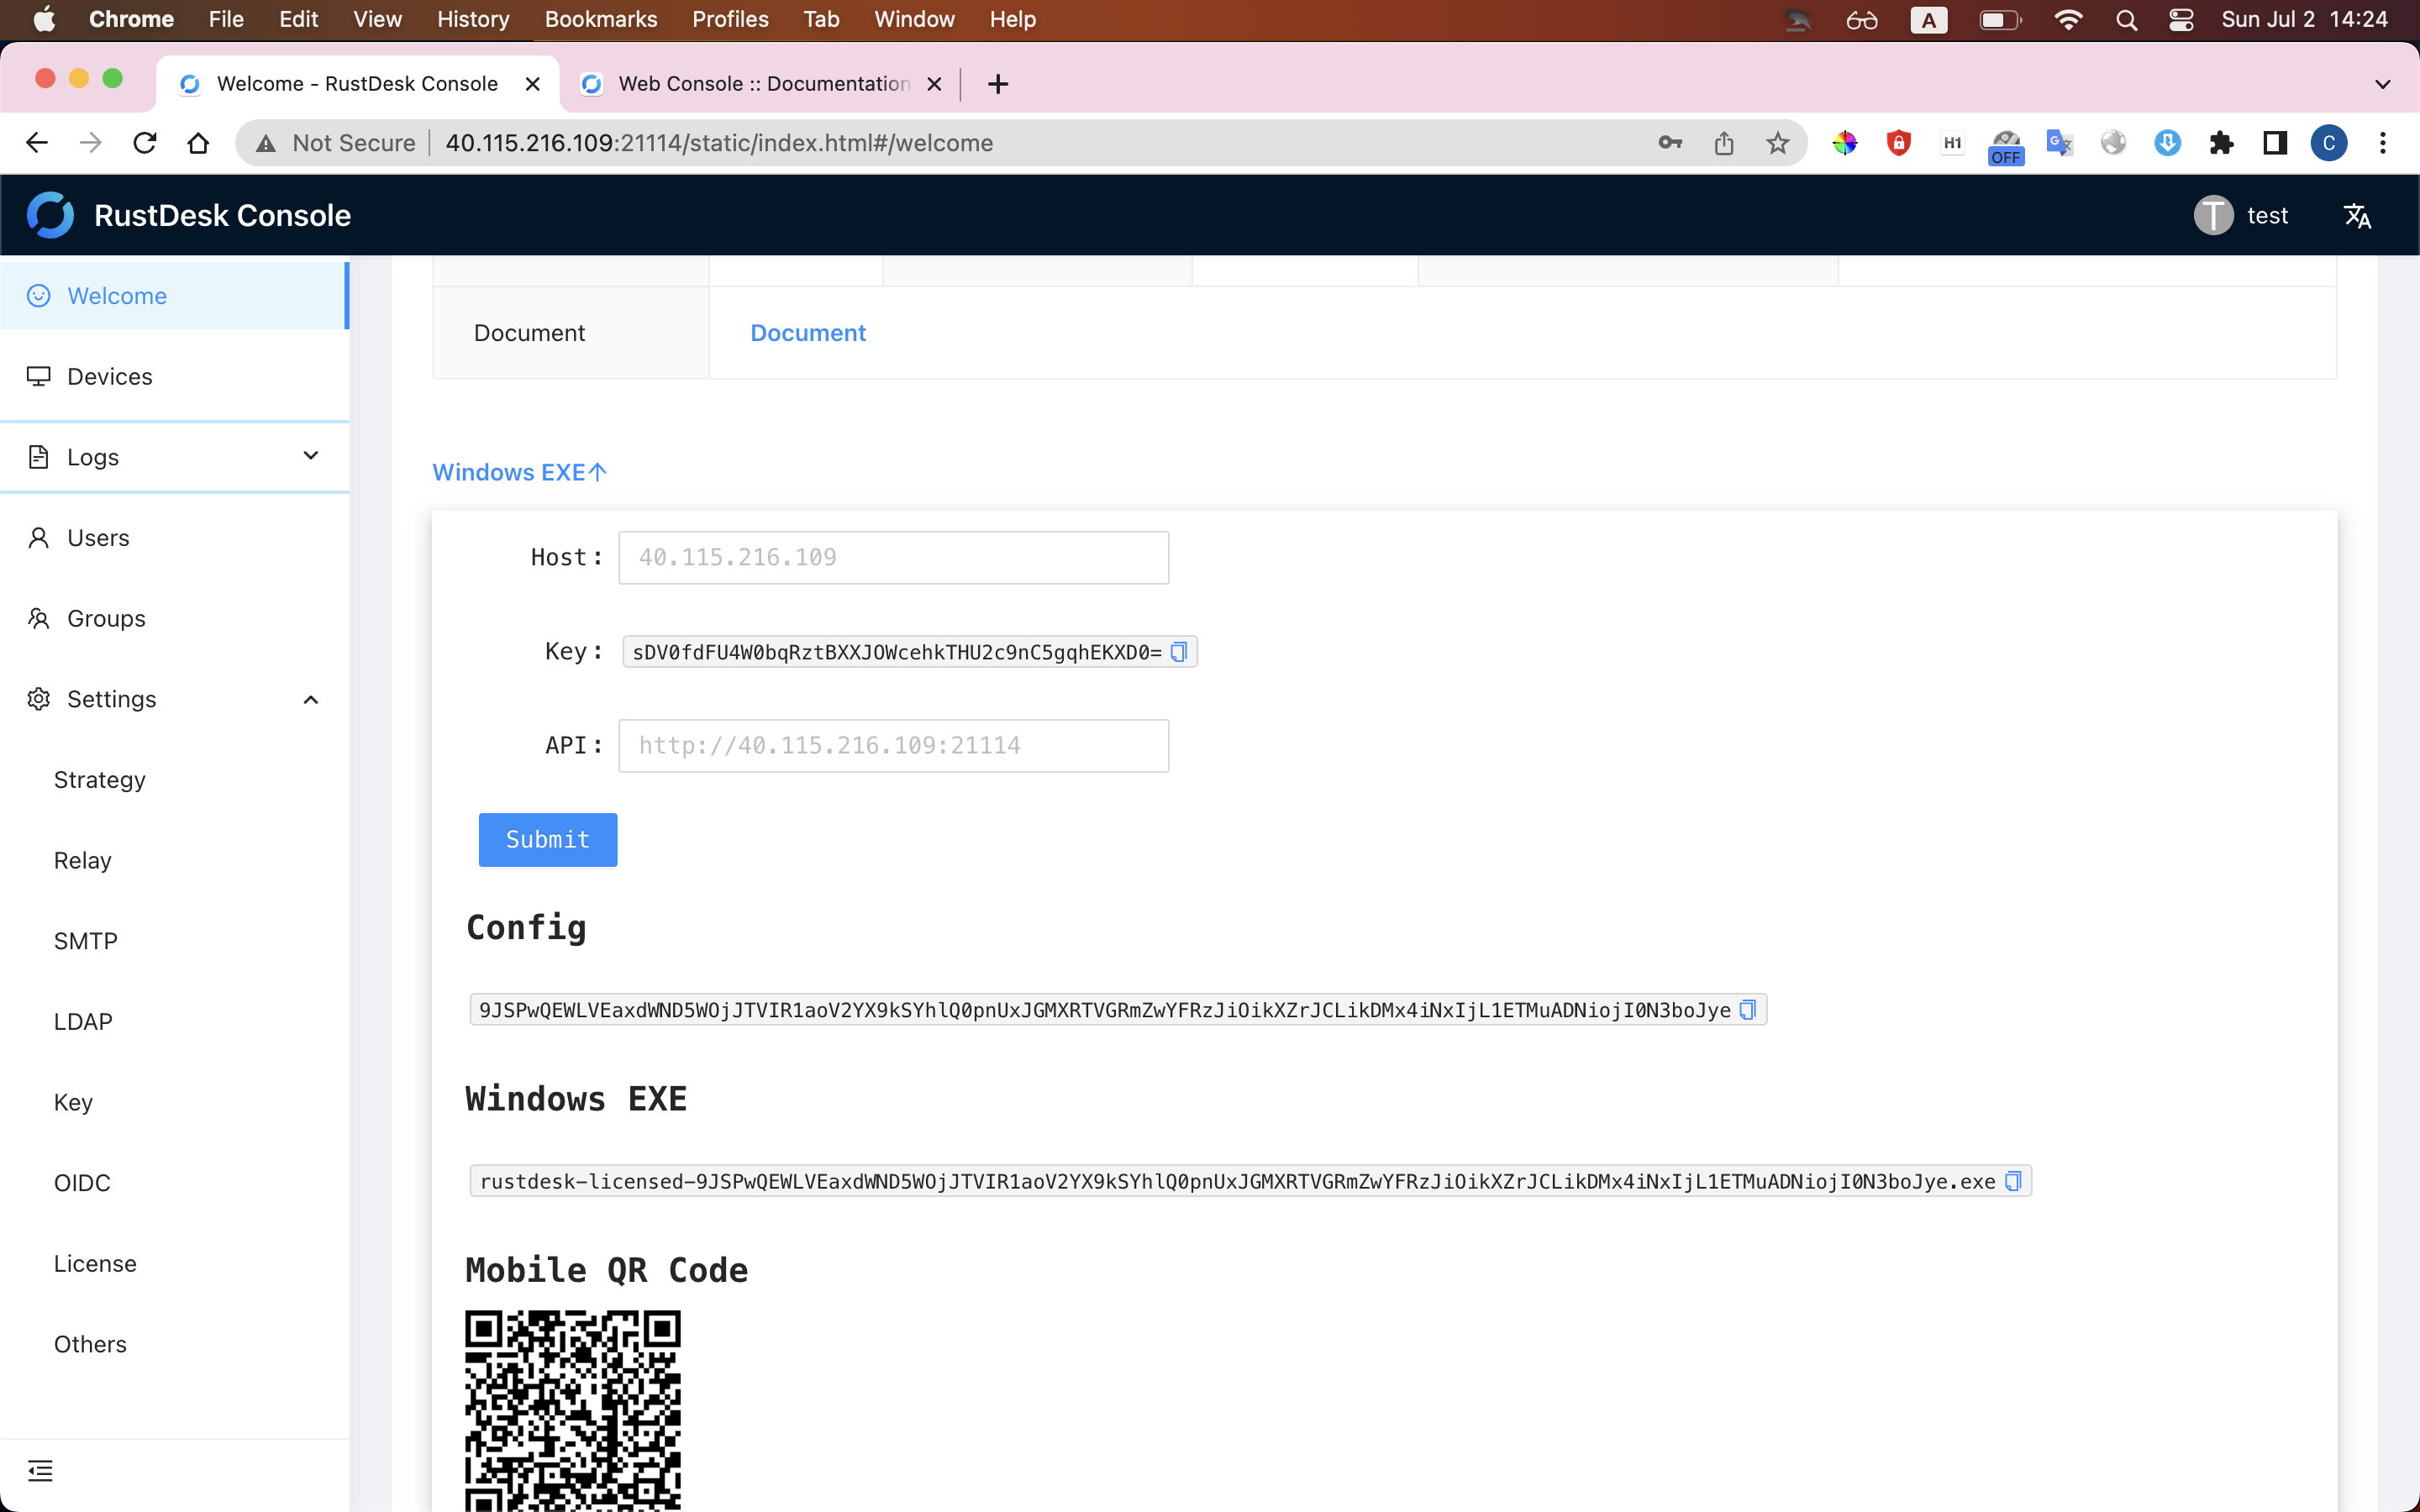 Chrome File Edit View History Bookmarks Profiles Tab Window Help A Sun Jul 2 14:24
Welcome - RustDesk Console Web Console :: Documentation
Not Secure 40.115.216.109:21114/static/index.html#/welcome H1 OFF C
RustDesk Console T test
Welcome
Devices
Logs
Users
Groups
Settings
Strategy
Relay
SMTP
LDAP
Key
OIDC
License
Others
Document Document
Windows EXE
Host: 40.115.216.109
Key: sDV0fdFU4W0bqRztBXXJOWcehkTHU2c9nC5gqhEKXD0=
API: http://40.115.216.109:21114
Submit
Config
9JSPwQEWLVEaxdWND5WOjJTVIR1aoV2YX9kSYhlQ0pnUxJGMXRTVGRmZwYFRzJiOikXZrJCLikDMx4iNxIjL1ETMuADNiojI0N3boJye
Windows EXE
rustdesk-licensed-9JSPwQEWLVEaxdWND5WOjJTVIR1aoV2YX9kSYhlQ0pnUxJGMXRTVGRmZwYFRzJiOikXZrJCLikDMx4iNxIjL1ETMuADNiojI0N3boJye.exe
Mobile QR Code